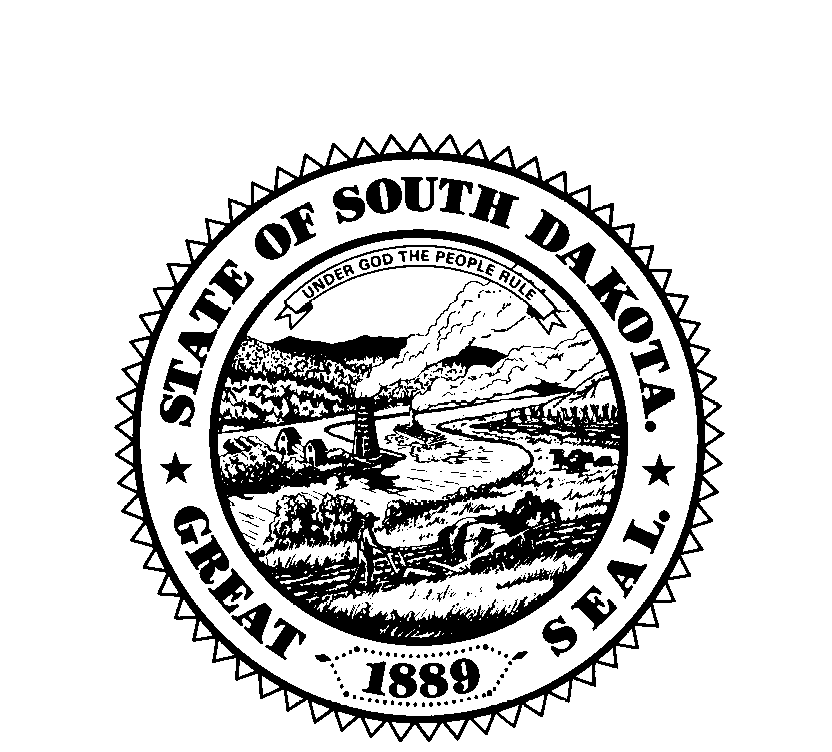 STATE OF SOUTH DAKOTA.
UNDER GOD THE PEOPLE RULE
GREAT SEAL.
1889